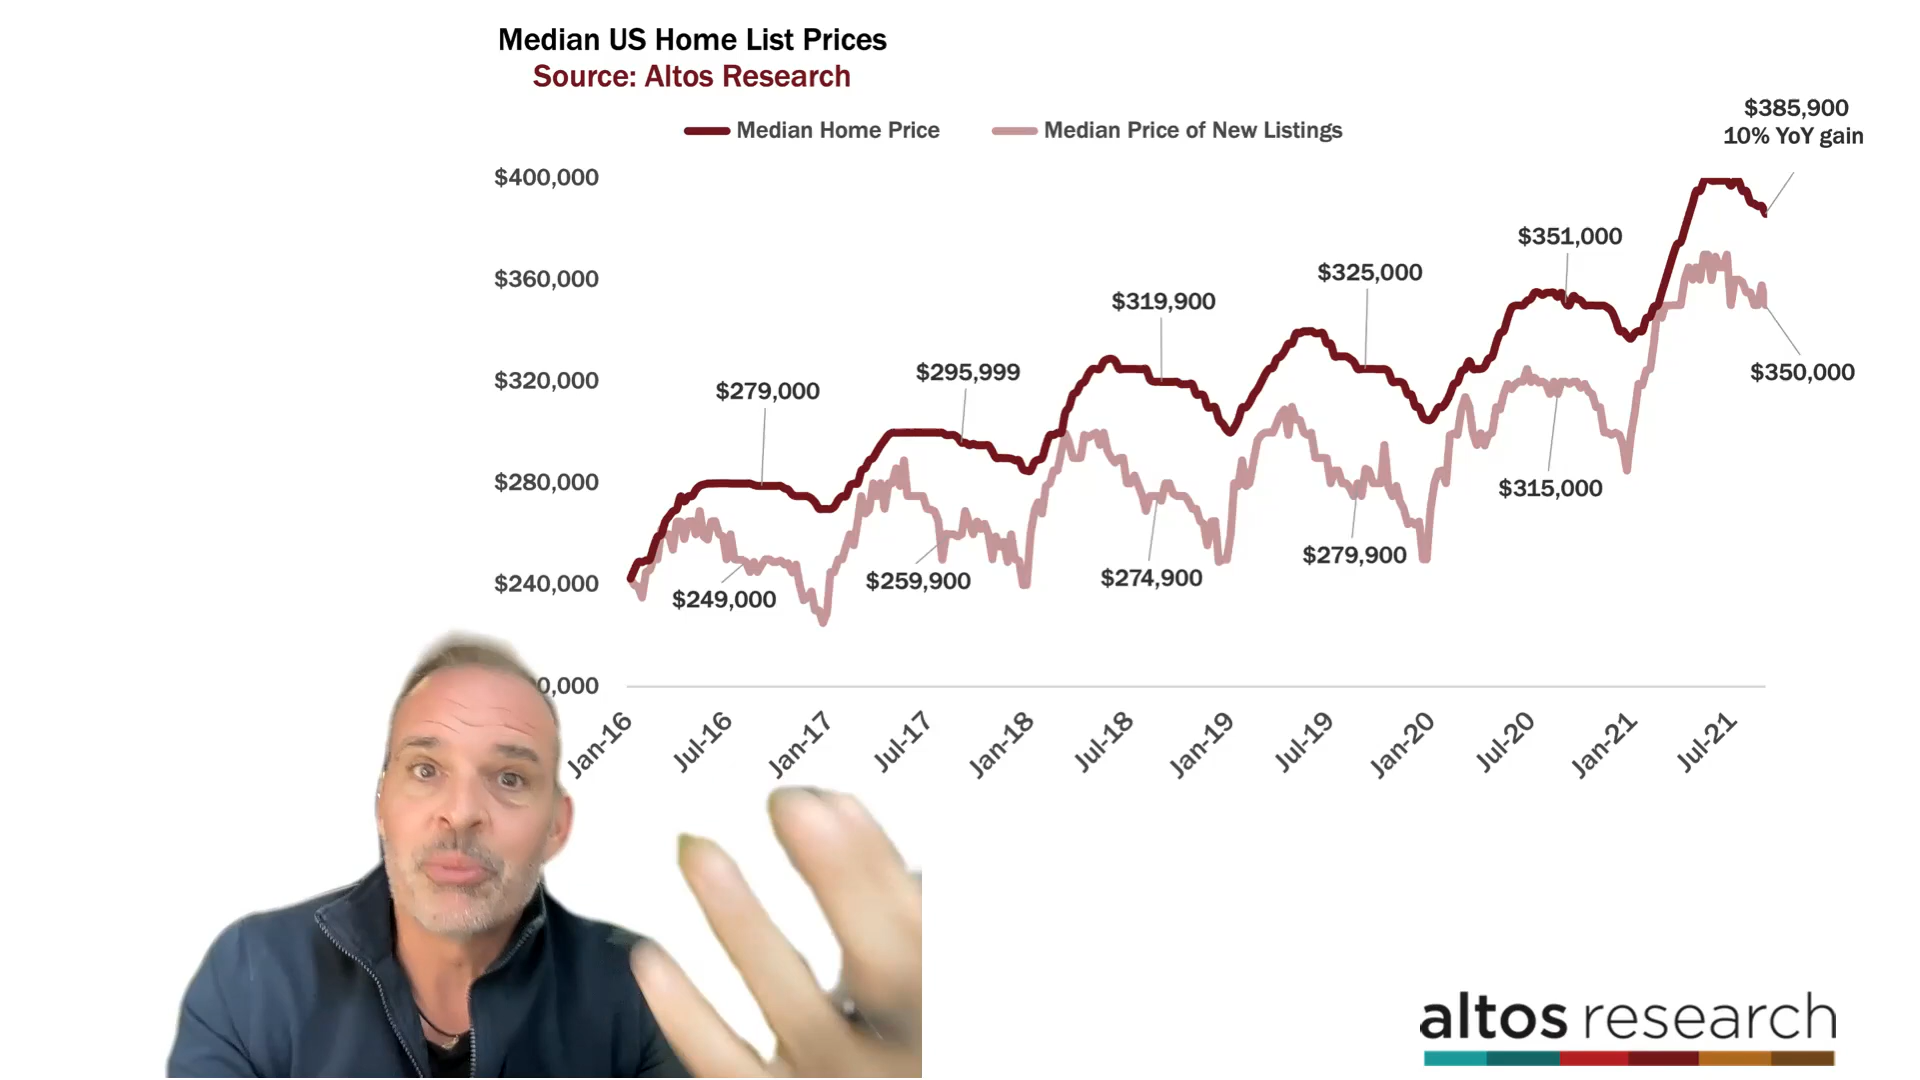 Median US Home List Prices
Source: Altos Research
Median Home Price
Median Price of New Listings
$385,900
10% YoY gain
$400,000
$360,000
$320,000
$280,000
$240,000
0,000
$351,000
$325,000
$319,900
$295,999
$279,000
$350,000
$315,000
$279,900
$274,900
$259,900
$249,000
Jan-16
Jul-16
Jan-17
Jul-17
Jan-18
Jul-18
Jan-19
Jul-19
Jan-20
Jul-20
Jan-21
Jul-21
altos research